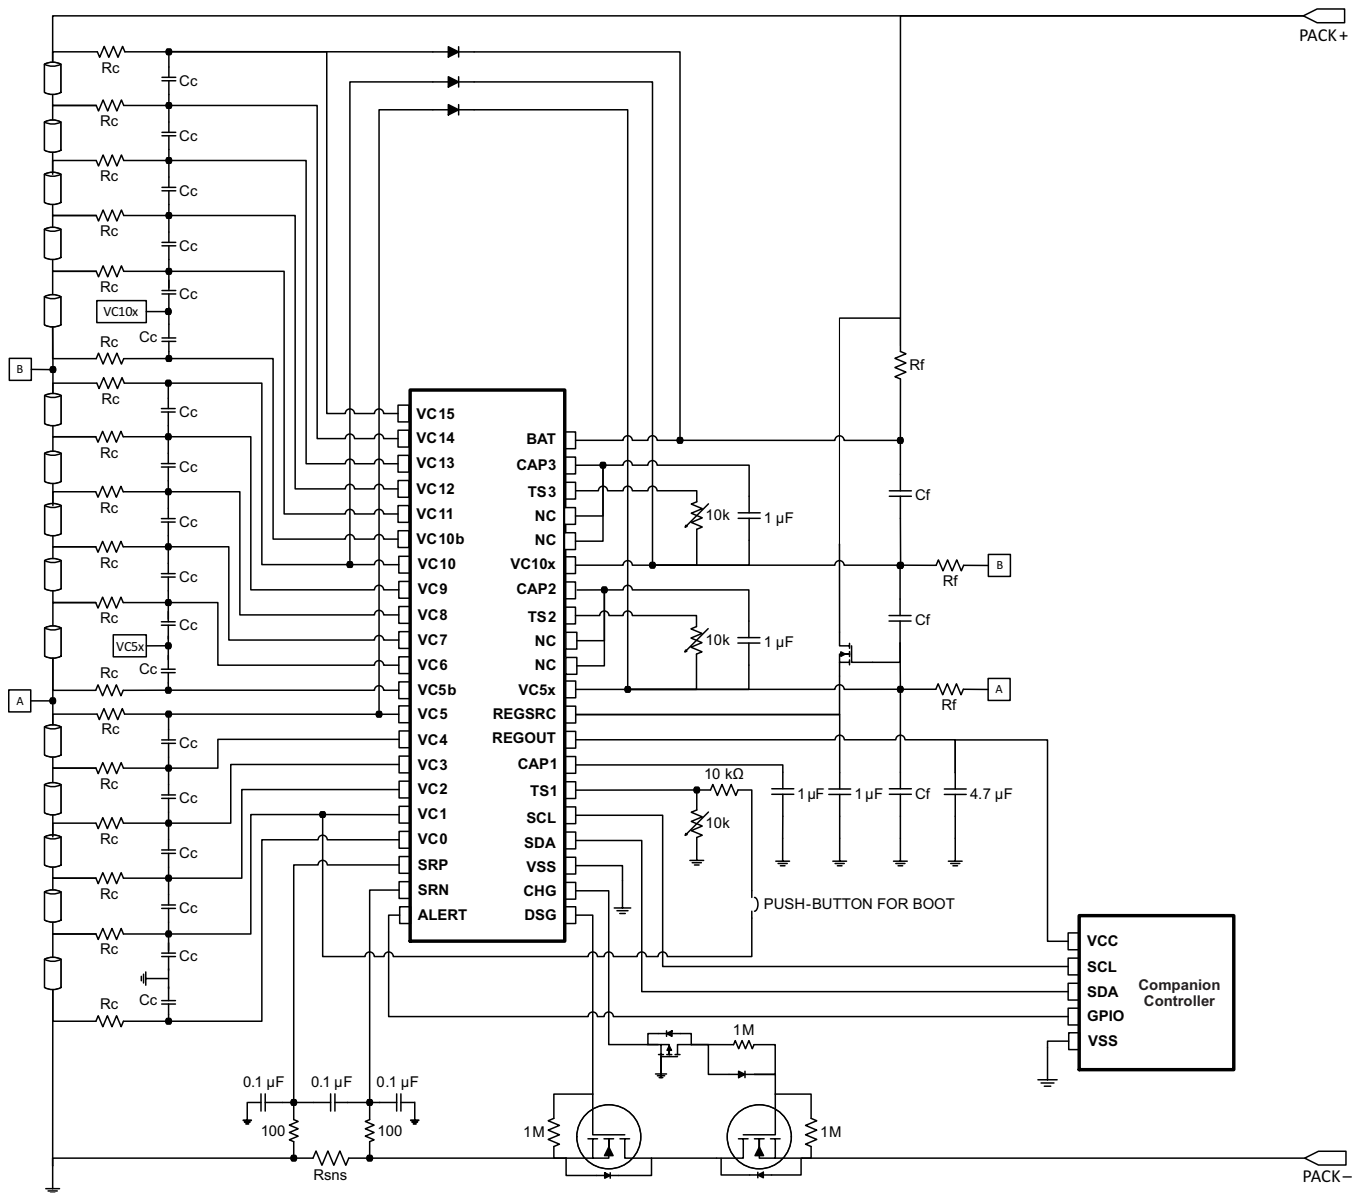 PACK+
Rc
Cc
Rc
Cc
Rc
Cc
Rc
Cc
Rc
Cc
VC10x
Cc
Rc
B
Rc
Cc
Rc
Cc
Rc
Cc
Rc
Cc
Rc
Cc
VC5x
Cc
Rc
A
Rc
Cc
Rc
Cc
Rc
Cc
Rc
Cc
Rc
Cc
Cc
Rc
VC15
VC14
VC13
VC12
VC11
VC10b
VC10
VC9
VC8
VC7
VC6
VC5b
VC5
VC4
VC3
VC2
VC1
VC0
SRP
SRN
ALERT
BAT
CAP3
TS3
NC
NC
VC10x
CAP2
TS2
NC
NC
VC5x
REGSRC
REGOUT
CAP1
TS1
SCL
SDA
VSS
CHG
DSG
Rf
Cf
10k
1 µF
Rf
B
Cf
10k
1 µF
Rf
A
10 kΩ
10k
1 µF
1 µF
Cf
4.7 µF
PUSH-BUTTON FOR BOOT
VCC
SCL
SDA
GPIO
VSS
Companion
Controller
1M
0.1 µF
0.1 µF
0.1 µF
100
100
Rsns
1M
1M
PACK–